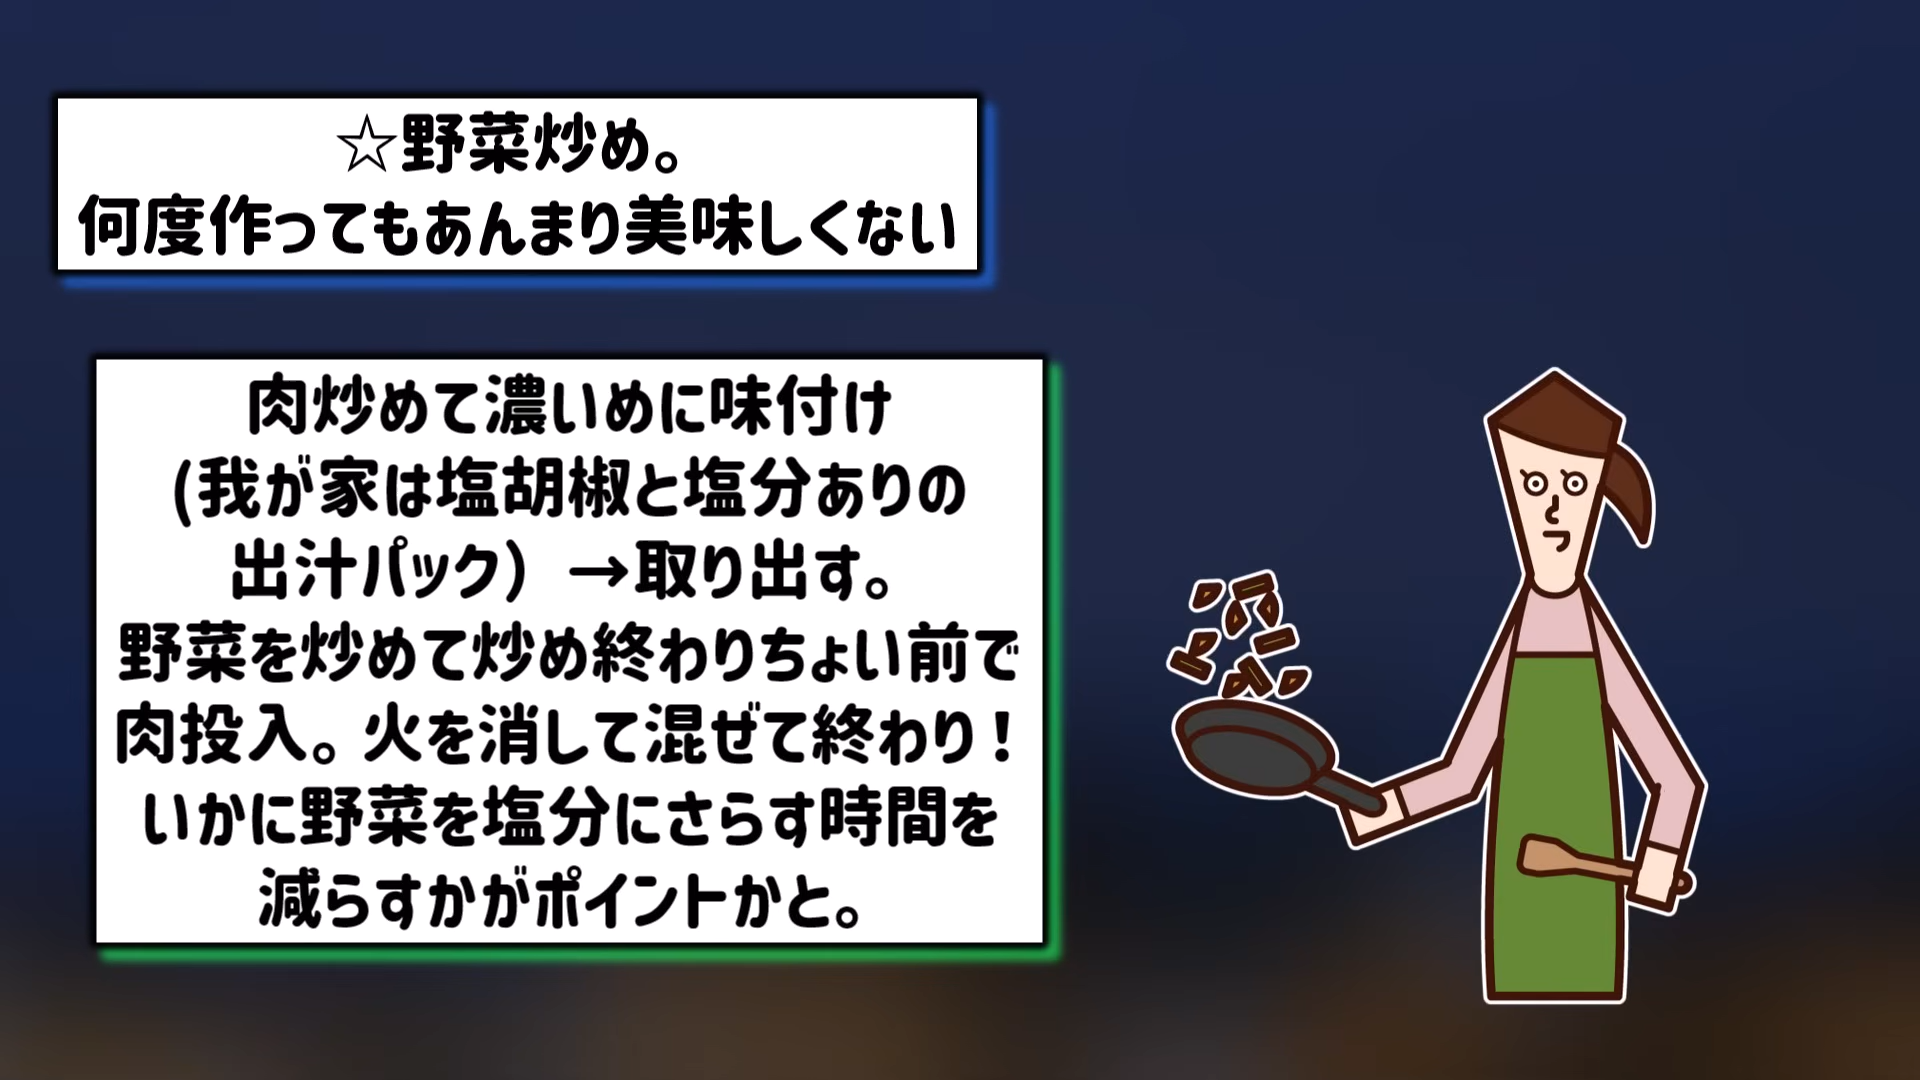 ☆野菜炒め。
何度作ってもあんまり美味しくない
肉炒めて濃いめに味付け
(我が家は塩胡椒と塩分ありの
出汁パック）→取り出す。
野菜を炒めて炒め終わりちょい前で
肉投入。火を消して混ぜて終わり！
いかに野菜を塩分にさらす時間を
減らすかがポイントかと。